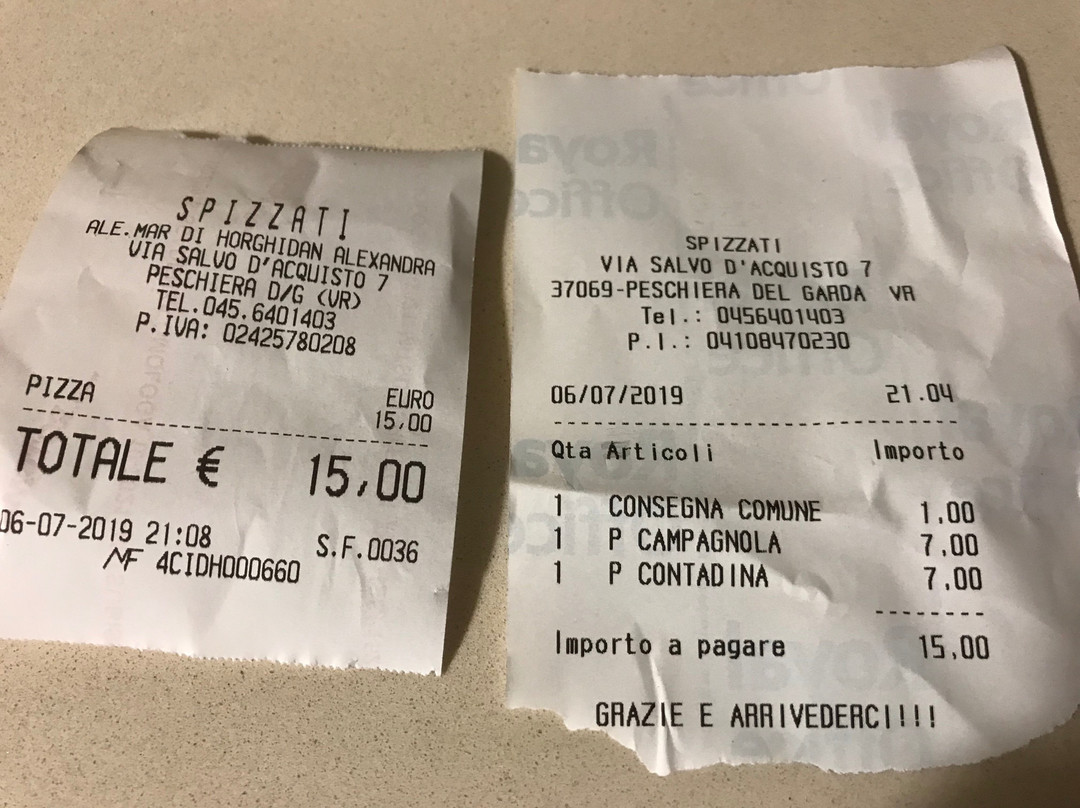 SPIZZATI
ALE.MAR DI HORGHIDAN ALEXANDRA
VIA SALVO D'ACQUISTO 7
PESCHIERA D/G (VR)
TEL.045.6401403
P.IVA: 02425780208
EURO
PIZZA 15,00
TOTALE € 15,00
06-07-2019 21:08 S.F.0036
MF 4CIDH000660
SPIZZATI
VIA SALVO D'ACQUISTO 7
37069-PESCHIERA DEL GARDA VR
Tel.: 0456401403
P.I.: 04108470230
06/07/2019 21.04
Qta Articoli Importo
1 CONSEGNA COMUNE 1,00
1 P CAMPAGNOLA 7,00
1 P CONTADINA 7,00
Importo a pagare 15,00
GRAZIE E ARRIVEDERCI!!!
Royal
Office